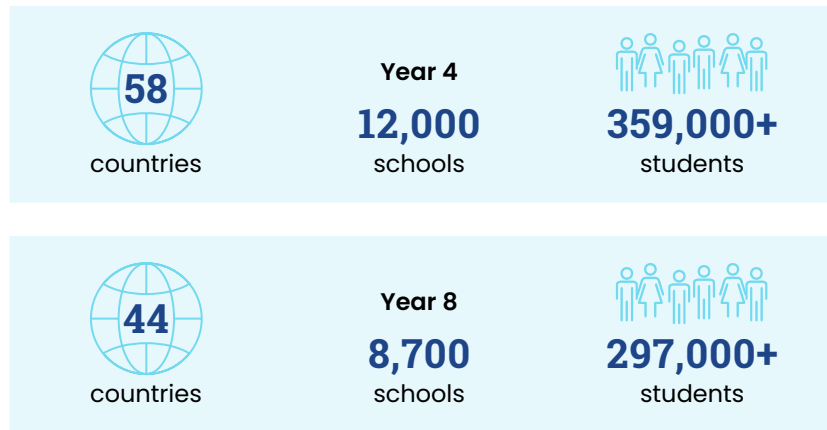 58
countries
Year 4
12,000
schools
359,000+
students
44
countries
Year 8
8,700
schools
297,000+
students